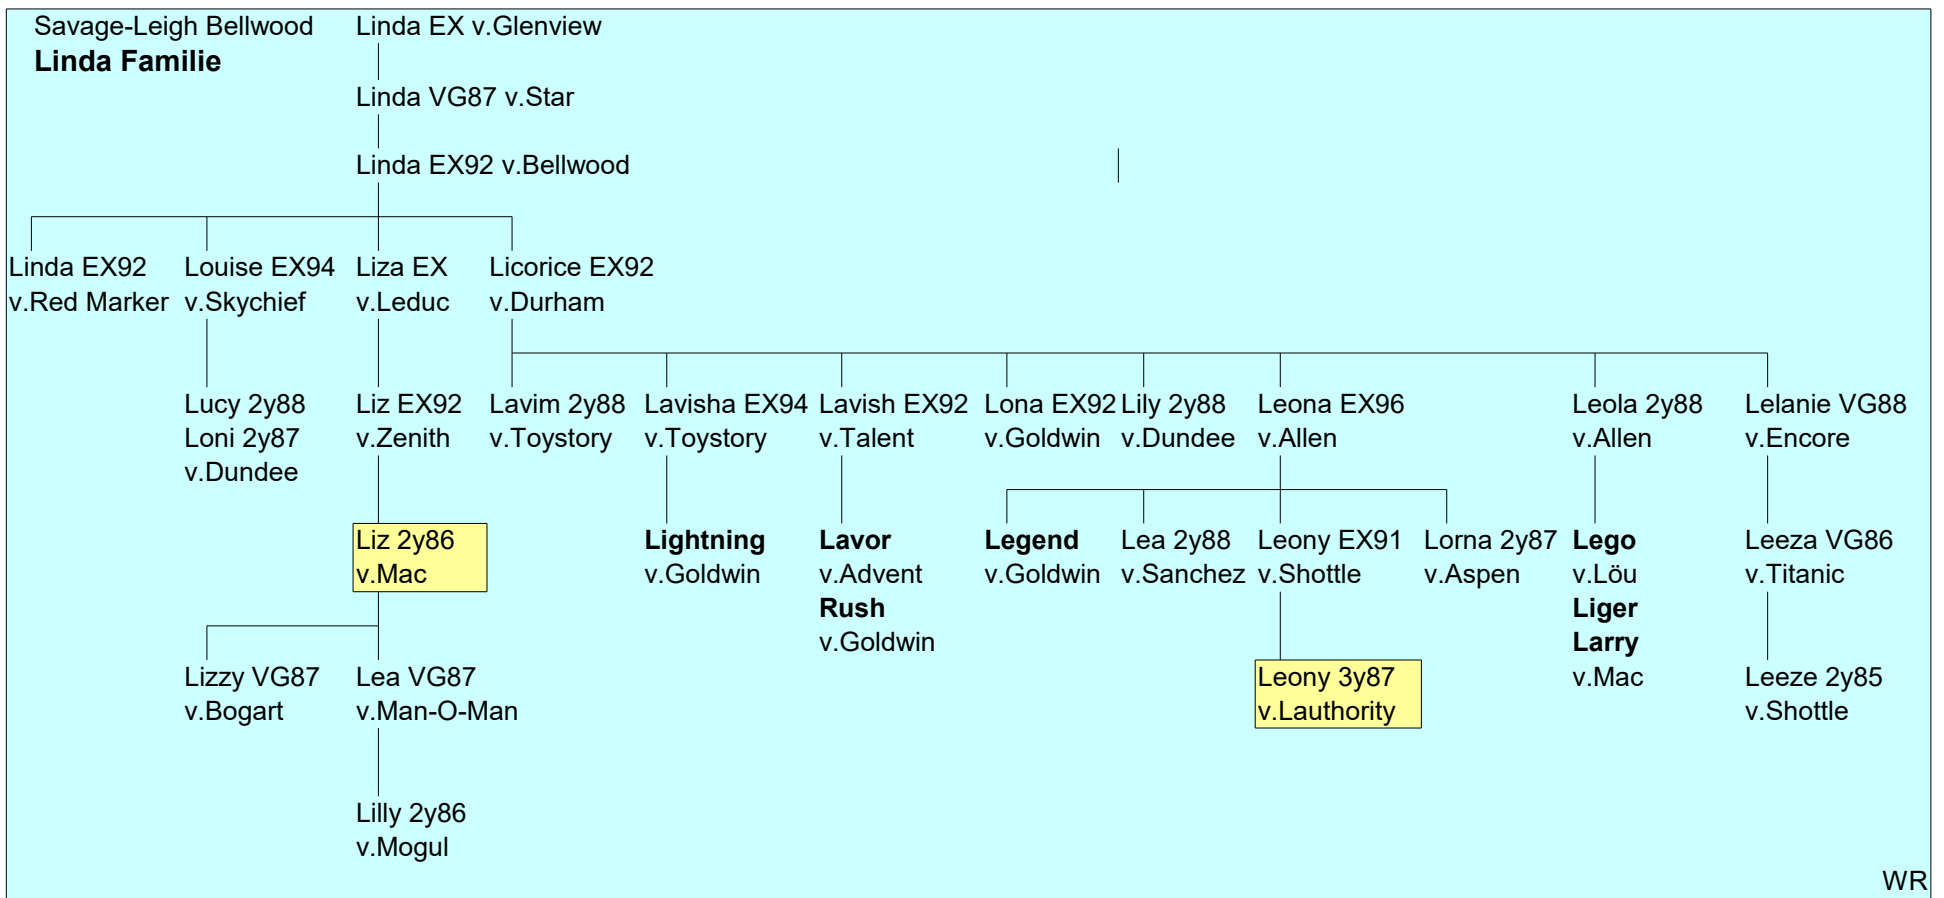 Savage-Leigh Bellwood
Linda Familie
Linda EX v.Glenview
Linda VG87 v.Star
Linda EX92 v.Bellwood
Linda EX92
v.Red Marker
Louise EX94
v.Skychief
Liza EX
v.Leduc
Licorice EX92
v.Durham
Lucy 2y88
Loni 2y87
v.Dundee
Liz EX92
v.Zenith
Lavim 2y88
v.Toystory
Lavisha EX94
v.Toystory
Lavish EX92
v.Talent
Lona EX92
v.Goldwin
Lily 2y88
v.Dundee
Leona EX96
v.Allen
Leola 2y88
v.Allen
Lelanie VG88
v.Encore
Liz 2y86
v.Mac
Lightning
v.Goldwin
Lavor
v.Advent
Rush
v.Goldwin
Legend
v.Goldwin
Lea 2y88
v.Sanchez
Leony EX91
v.Shottle
Lorna 2y87
v.Aspen
Lego
v.Löu
Liger
Larry
v.Mac
Leeza VG86
v.Titanic
Lizzy VG87
v.Bogart
Lea VG87
v.Man-O-Man
Leony 3y87
v.Lauthority
Leeze 2y85
v.Shottle
Lilly 2y86
v.Mogul
WR